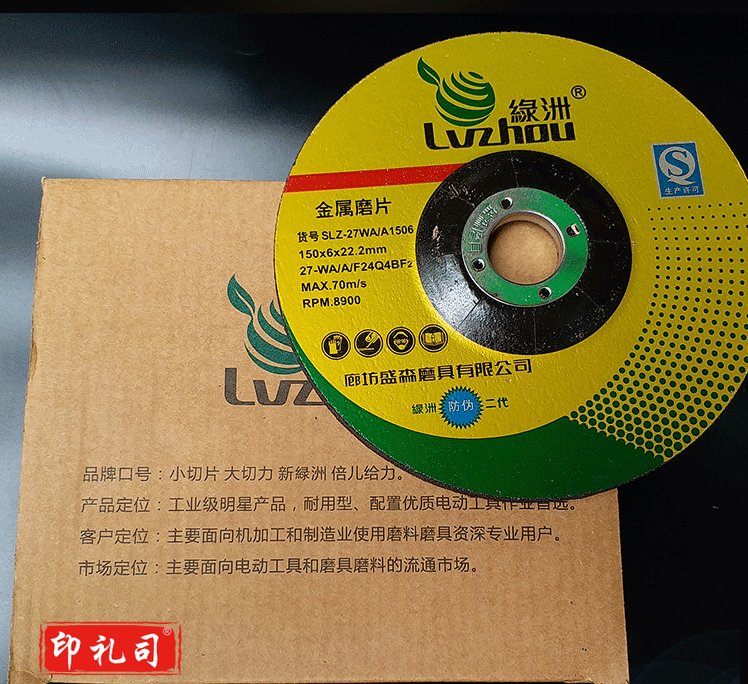 綠洲®
Lvzhou
生产许可
金属磨片
货号 SLZ-27WA/A1506
150x6x22.2mm
27-WA/A/F24Q4BF2
MAX.70m/s
RPM:8900
廊坊盛森磨具有限公司
綠洲 防伪 二代
Lvz
品牌口号：小切片 大切力 新緑洲 倍儿给力。
产品定位：工业级明星产品，耐用型、配置优质电动工具作业首选。
客户定位：主要面向机加工和制造业使用磨料磨具资深专业用户。
市场定位：主要面向电动工具和磨具磨料的流通市场。
印礼司®